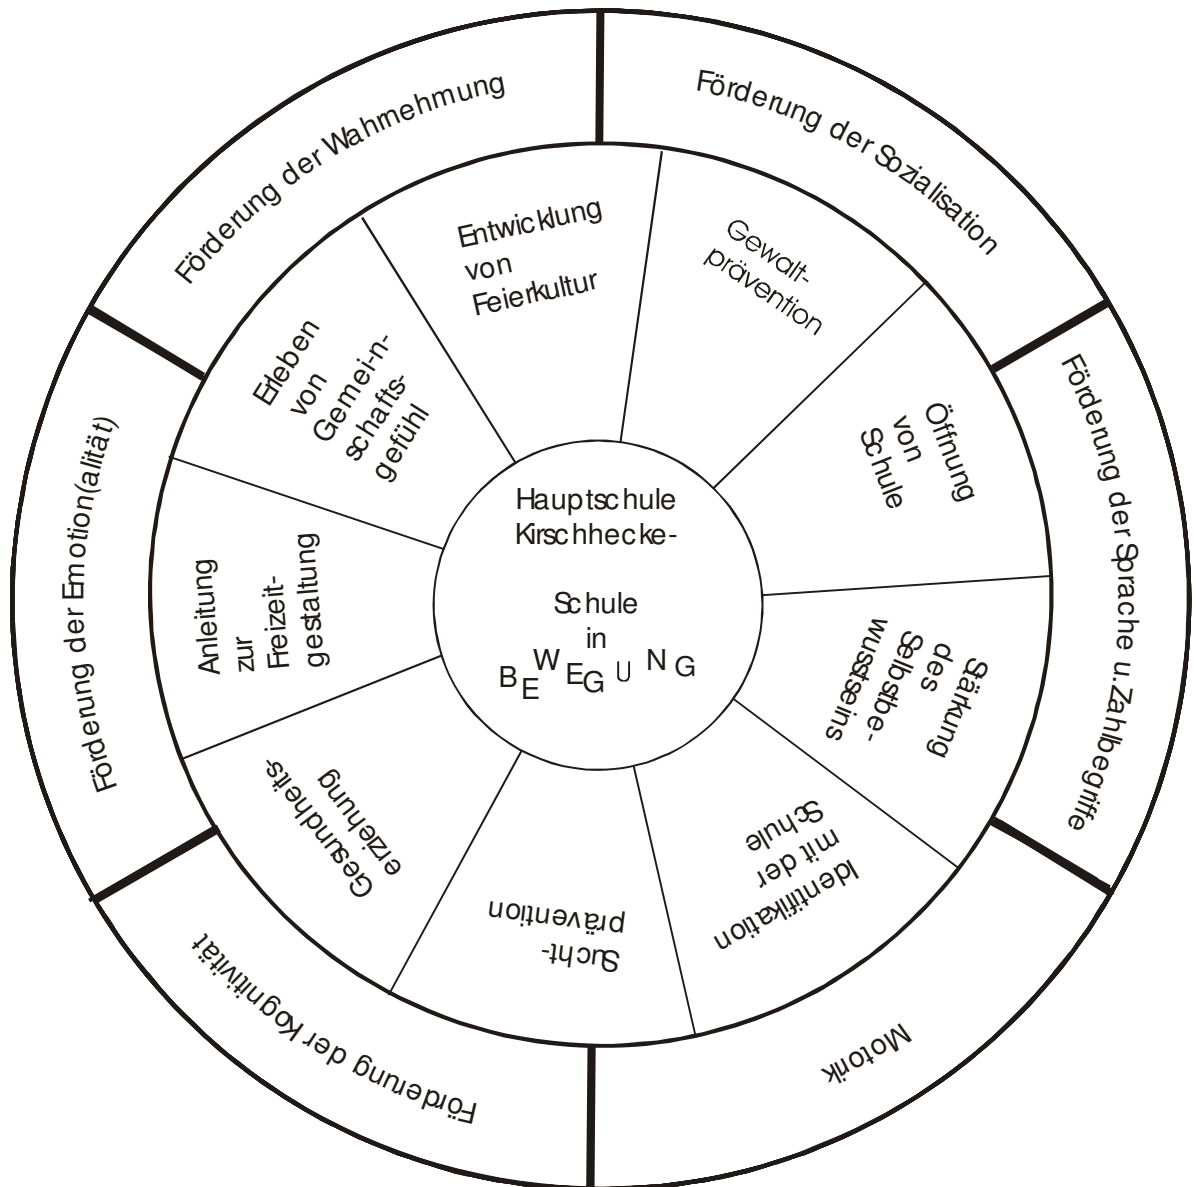 Förderung der Wahrnehmung
Förderung der Sozialisation
Förderung der Sprache u. Zahlbegriffe
Motorik
Förderung der Kognitivität
Förderung der Emotion(alität)
Entwicklung
von
Feierkultur
Gewalt-
prävention
Öffnung
von
Schule
Stärkung
des
Selbstbe-
wusstseins
Identifikation
mit der
Schule
Sucht-
prävention
Gesundheits-
erziehung
Anleitung
zur
Freizeit-
gestaltung
Erleben
von
Gemei-n-
schafts-
gefühl
Hauptschule
Kirschhecke-
Schule
in
BEWEGUNG